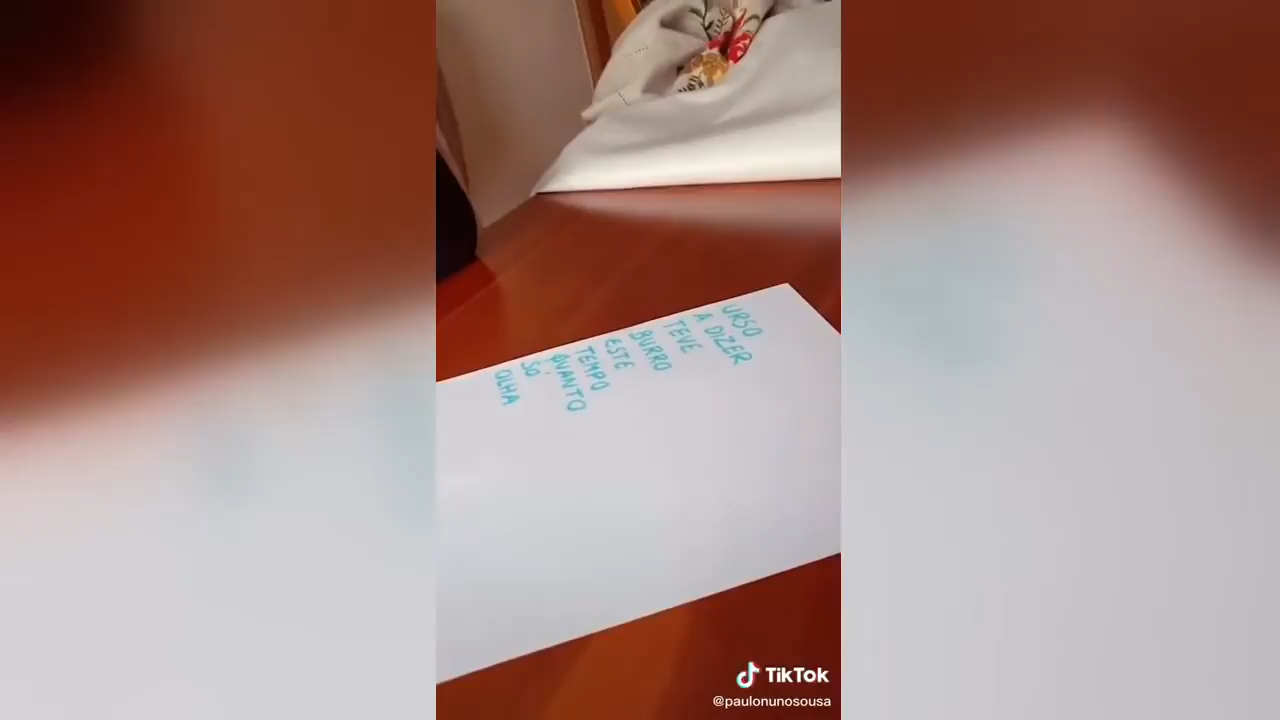 URSO
A DIZER
TEVE
BURRO
ESTE
TEMPO
QUANTO
SÓ
OLHA
TikTok
@paulonunosousa